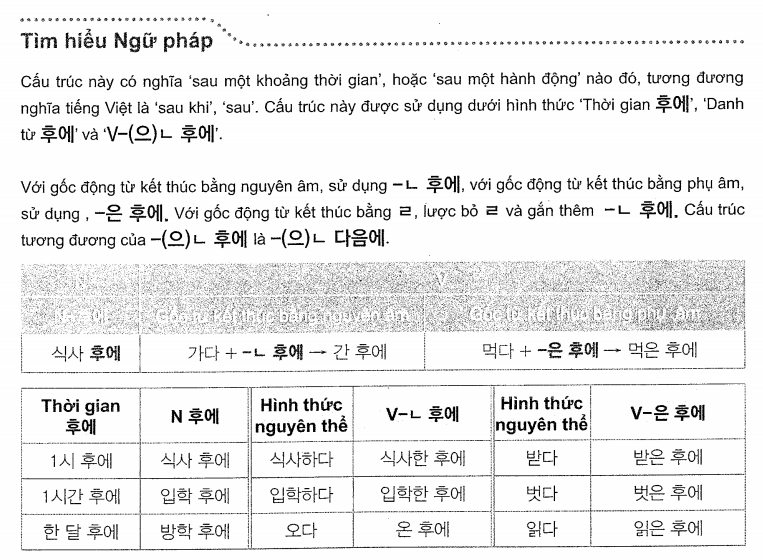 Tìm hiểu Ngữ pháp
Cấu trúc này có nghĩa ‘sau một khoảng thời gian’, hoặc ‘sau một hành động’ nào đó, tương đương
nghĩa tiếng Việt là ‘sau khi’, ‘sau’. Cấu trúc này được sử dụng dưới hình thức ‘Thời gian 후에’, ‘Danh
từ 후에’ và ‘V-(으)ㄴ 후에’.
Với gốc động từ kết thúc bằng nguyên âm, sử dụng -ㄴ 후에, với gốc động từ kết thúc bằng phụ âm,
sử dụng , -은 후에. Với gốc động từ kết thúc bằng ㄹ, lược bỏ ㄹ và gắn thêm -ㄴ 후에. Cấu trúc
tương đương của -(으)ㄴ 후에 là -(으)ㄴ 다음에.
N V
N + 후에 Gốc từ kết thúc bằng nguyên âm Gốc từ kết thúc bằng phụ âm
식사 후에 가다 + -ㄴ 후에 → 간 후에 먹다 + -은 후에 → 먹은 후에
Thời gian 후에 N 후에 Hình thức nguyên thể V-ㄴ 후에 Hình thức nguyên thể V-은 후에
1시 후에 식사 후에 식사하다 식사한 후에 받다 받은 후에
1시간 후에 입학 후에 입학하다 입학한 후에 벗다 벗은 후에
한 달 후에 방학 후에 오다 온 후에 읽다 읽은 후에